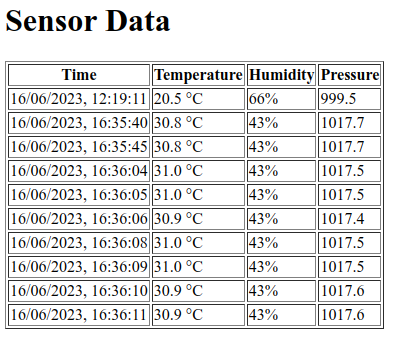 Sensor Data
Time Temperature Humidity Pressure
16/06/2023, 12:19:11 20.5 °C 66% 999.5
16/06/2023, 16:35:40 30.8 °C 43% 1017.7
16/06/2023, 16:35:45 30.8 °C 43% 1017.7
16/06/2023, 16:36:04 31.0 °C 43% 1017.5
16/06/2023, 16:36:05 31.0 °C 43% 1017.5
16/06/2023, 16:36:06 30.9 °C 43% 1017.4
16/06/2023, 16:36:08 31.0 °C 43% 1017.5
16/06/2023, 16:36:09 31.0 °C 43% 1017.5
16/06/2023, 16:36:10 30.9 °C 43% 1017.6
16/06/2023, 16:36:11 30.9 °C 43% 1017.6